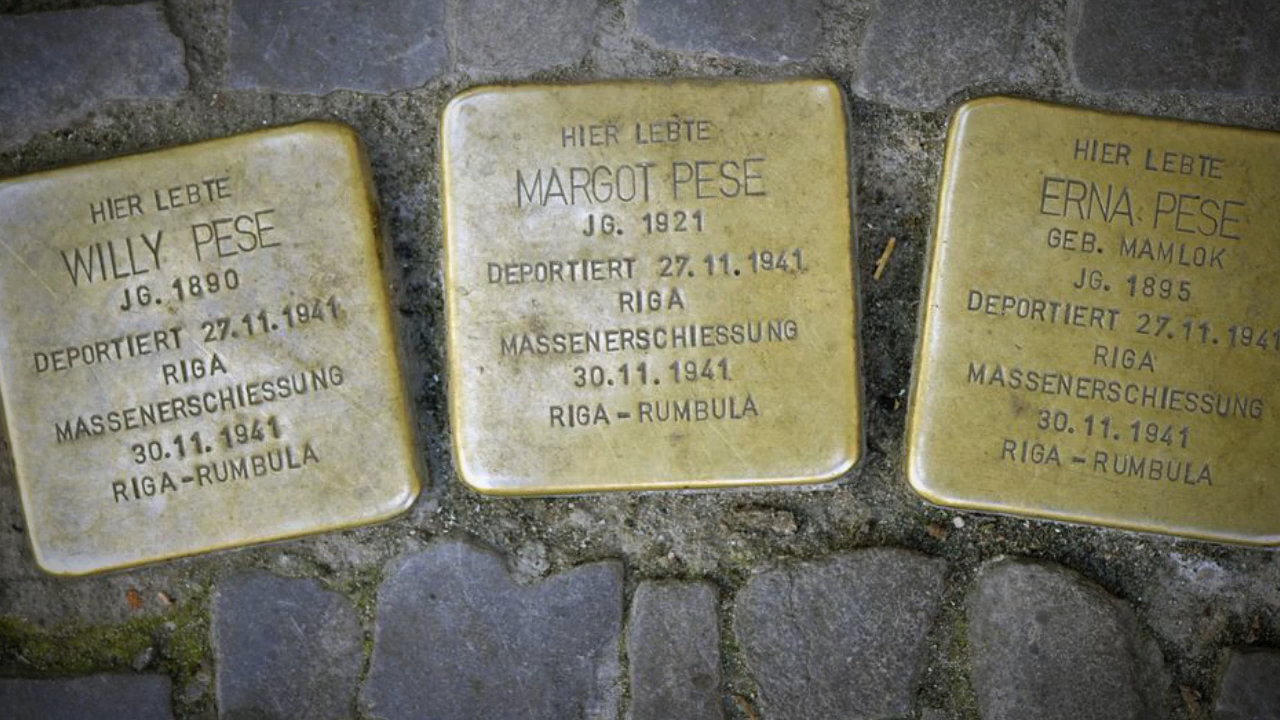 HIER LEBTE
WILLY PESE
JG. 1890
DEPORTIERT 27.11.1941
RIGA
MASSENERSCHIESSUNG
30.11.1941
RIGA-RUMBULA
HIER LEBTE
MARGOT PESE
JG. 1921
DEPORTIERT 27.11.1941
RIGA
MASSENERSCHIESSUNG
30.11.1941
RIGA-RUMBULA
HIER LEBTE
ERNA PESE
GEB. MAMLOK
JG. 1895
DEPORTIERT 27.11.1941
RIGA
MASSENERSCHIESSUNG
30.11.1941
RIGA-RUMBULA